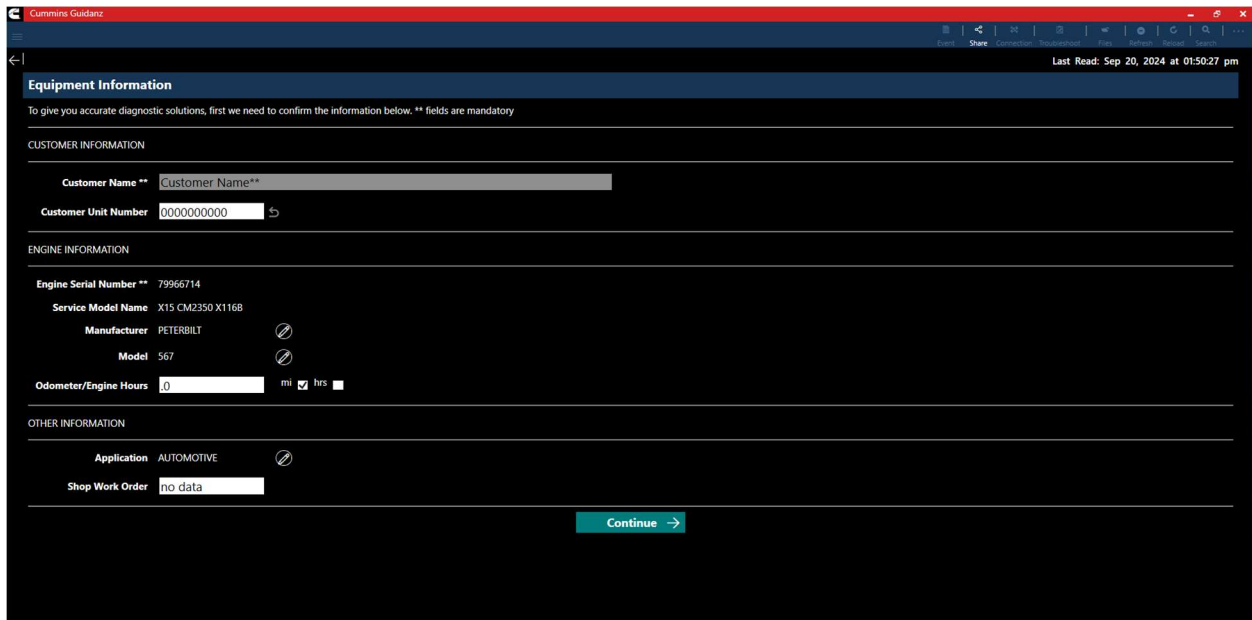 Cummins Guidanz
Event Share Connection Troubleshoot Files Refresh Reload Search
Last Read: Sep 20, 2024 at 01:50:27 pm
Equipment Information
To give you accurate diagnostic solutions, first we need to confirm the information below. ** fields are mandatory
CUSTOMER INFORMATION
Customer Name ** Customer Name**
Customer Unit Number 0000000000
ENGINE INFORMATION
Engine Serial Number ** 79966714
Service Model Name X15 CM2350 X116B
Manufacturer PETERBILT
Model 567
Odometer/Engine Hours .0 mi hrs
OTHER INFORMATION
Application AUTOMOTIVE
Shop Work Order no data
Continue